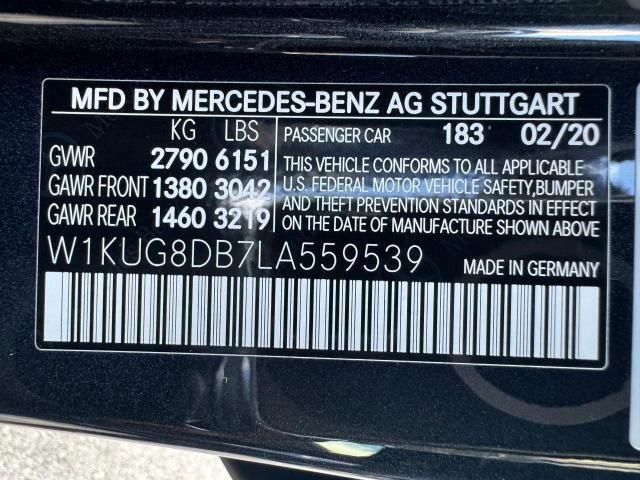 MFD BY MERCEDES-BENZ AG STUTTGART
KG LBS
GVWR 2790 6151
GAWR FRONT 1380 3042
GAWR REAR 1460 3219
PASSENGER CAR 183 02/20
THIS VEHICLE CONFORMS TO ALL APPLICABLE
U.S. FEDERAL MOTOR VEHICLE SAFETY,BUMPER
AND THEFT PREVENTION STANDARDS IN EFFECT
ON THE DATE OF MANUFACTURE SHOWN ABOVE
W1KUG8DB7LA559539
MADE IN GERMANY